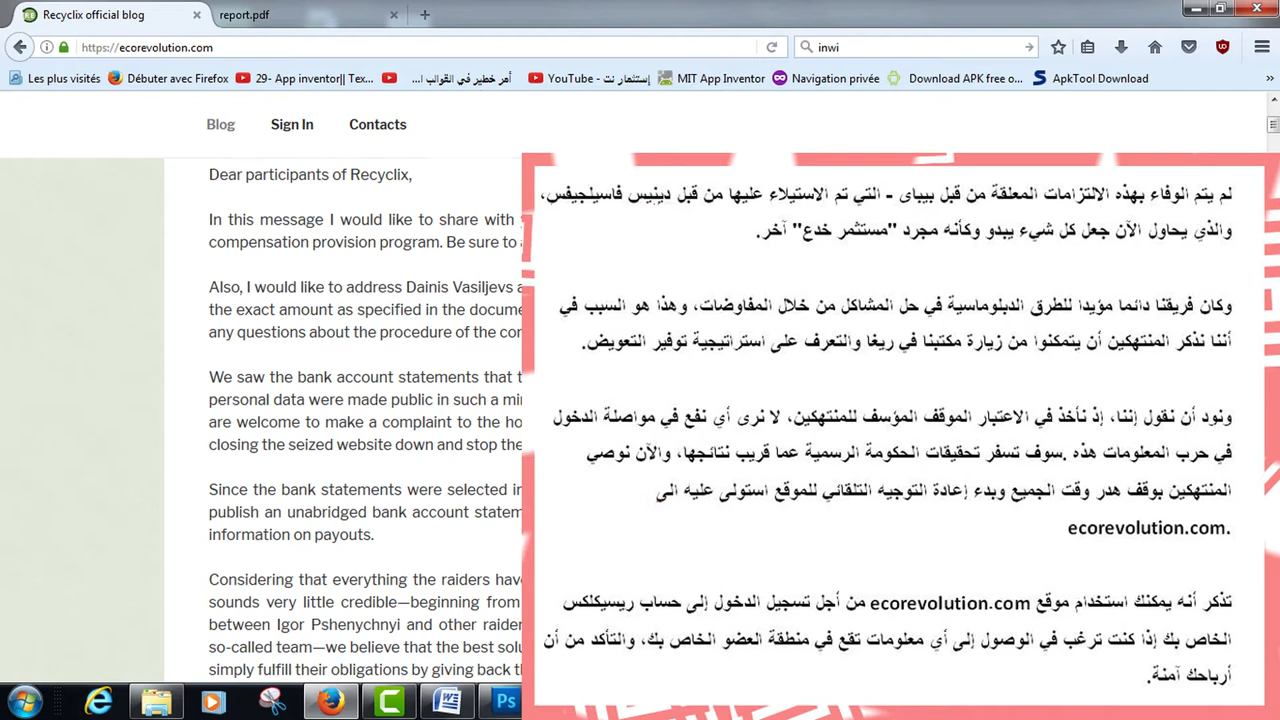 Recyclix official blog
report.pdf
https://ecorevolution.com
inwi
Les plus visités
Débuter avec Firefox
29- App inventor|| Tex...
أمر خطير في القوالب ا...
YouTube - إستثمار نت
MIT App Inventor
Navigation privée
Download APK free o...
ApkTool Download
Blog
Sign In
Contacts
Dear participants of Recyclix,
In this message I would like to share with
compensation provision program. Be sure to
Also, I would like to address Dainis Vasiljevs
the exact amount as specified in the docume
any questions about the procedure of the co
We saw the bank account statements that
personal data were made public in such a mi
are welcome to make a complaint to the ho
closing the seized website down and stop the
Since the bank statements were selected in
publish an unabridged bank account statem
information on payouts.
Considering that everything the raiders have
sounds very little credible—beginning from
between Igor Pshenychnyi and other raider
so-called team—we believe that the best solu
simply fulfill their obligations by giving back th
لم يتم الوفاء بهذه الالتزامات المعلقة من قبل بيباى - التي تم الاستيلاء عليها من قبل دينيس فاسيلجيفس،
والذي يحاول الآن جعل كل شيء يبدو وكأنه مجرد "مستثمر خدع" آخر.
وكان فريقنا دائما مؤيدا للطرق الدبلوماسية في حل المشاكل من خلال المفاوضات، وهذا هو السبب في
أننا نذكر المنتهكين أن يتمكنوا من زيارة مكتبنا في ريغا والتعرف على استراتيجية توفير التعويض.
ونود أن نقول إننا، إذ نأخذ في الاعتبار الموقف المؤسف للمنتهكين، لا نرى أي نفع في مواصلة الدخول
في حرب المعلومات هذه .سوف تسفر تحقيقات الحكومة الرسمية عما قريب نتائجها، والآن نوصي
المنتهكين بوقف هدر وقت الجميع وبدء إعادة التوجيه التلقائي للموقع استولى عليه الى
ecorevolution.com.
تذكر أنه يمكنك استخدام موقع ecorevolution.com من أجل تسجيل الدخول إلى حساب ريسيكلكس
الخاص بك إذا كنت ترغب في الوصول إلى أي معلومات تقع في منطقة العضو الخاص بك، والتأكد من أن
أرباحك آمنة.